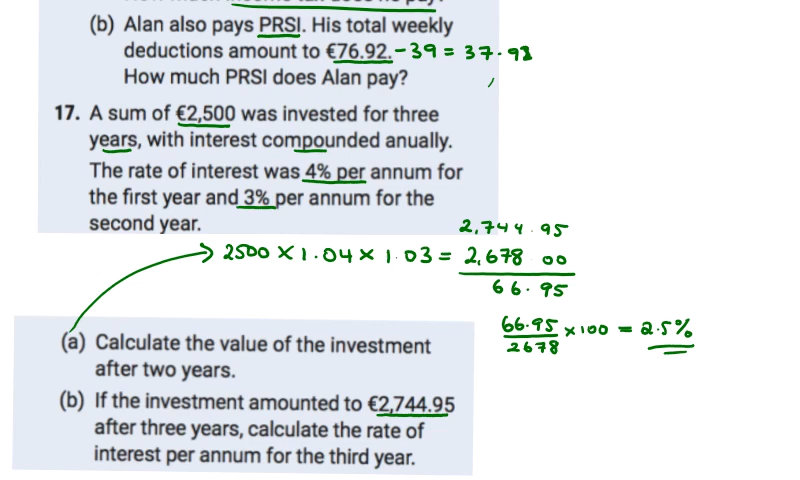 (b) Alan also pays PRSI. His total weekly
deductions amount to €76.92. - 39 = 37.92
How much PRSI does Alan pay?
17. A sum of €2,500 was invested for three
years, with interest compounded anually.
The rate of interest was 4% per annum for
the first year and 3% per annum for the
second year.
2,744.95
2500 × 1.04 × 1.03 = 2,678 00
66.95
66.95
2678
× 100 = 2.5%
(a) Calculate the value of the investment
after two years.
(b) If the investment amounted to €2,744.95
after three years, calculate the rate of
interest per annum for the third year.